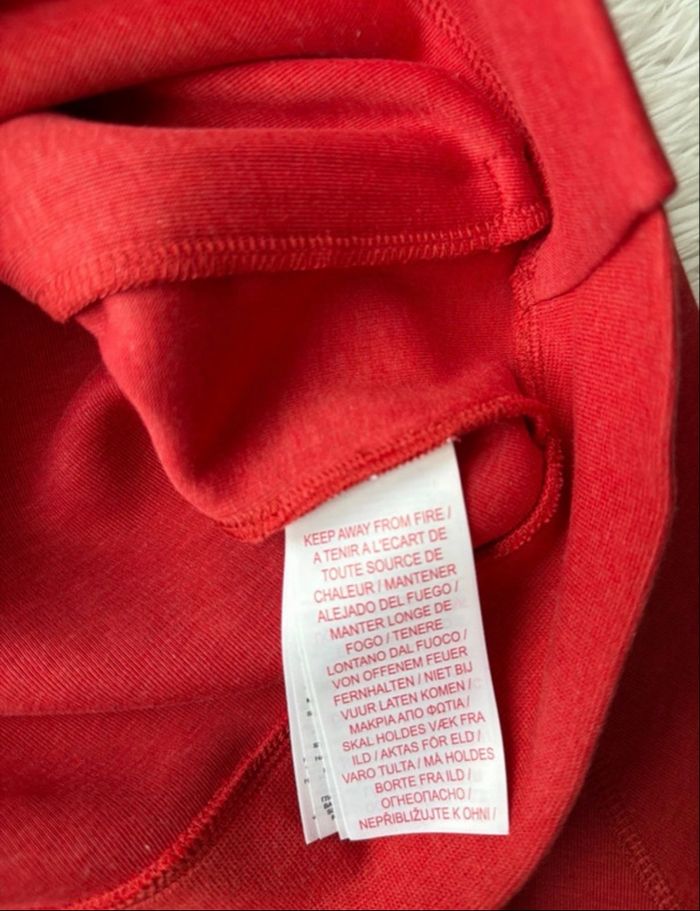 KEEP AWAY FROM FIRE /
A TENIR A L'ECART DE
TOUTE SOURCE DE
CHALEUR / MANTENER
ALEJADO DEL FUEGO /
MANTER LONGE DE
FOGO / TENERE
LONTANO DAL FUOCO /
VON OFFENEM FEUER
FERNHALTEN / NIET BIJ
VUUR LATEN KOMEN /
ΜΑΚΡΙΑ ΑΠΟ ΦΩΤΙΑ /
SKAL HOLDES VÆK FRA
ILD / AKTAS FÖR ELD /
VARO TULTA / MÅ HOLDES
BORTE FRA ILD /
ОГНЕОПАСНО /
NEPŘIBLIŽUJTE K OHNI /